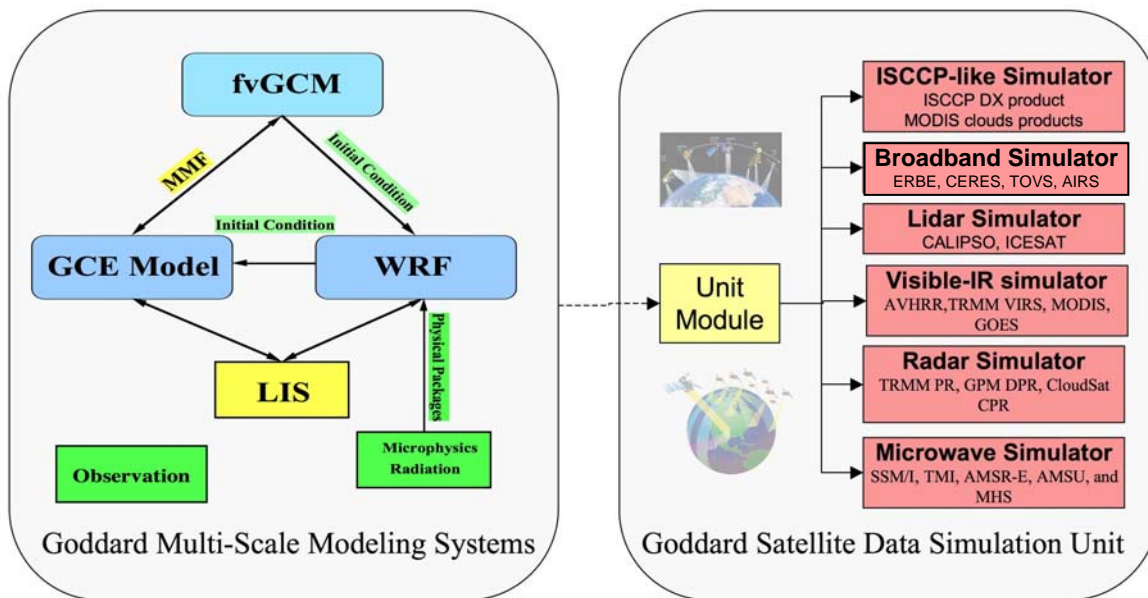 fvGCM
MMF
Initial Condition
Initial Condition
GCE Model
WRF
Physical Packages
LIS
Microphysics
Radiation
Observation
Goddard Multi-Scale Modeling Systems
Unit
Module
ISCCP-like Simulator
ISCCP DX product
MODIS clouds products
Broadband Simulator
ERBE, CERES, TOVS, AIRS
Lidar Simulator
CALIPSO, ICESAT
Visible-IR simulator
AVHRR,TRMM VIRS, MODIS,
GOES
Radar Simulator
TRMM PR, GPM DPR, CloudSat
CPR
Microwave Simulator
SSM/I, TMI, AMSR-E, AMSU, and
MHS
Goddard Satellite Data Simulation Unit